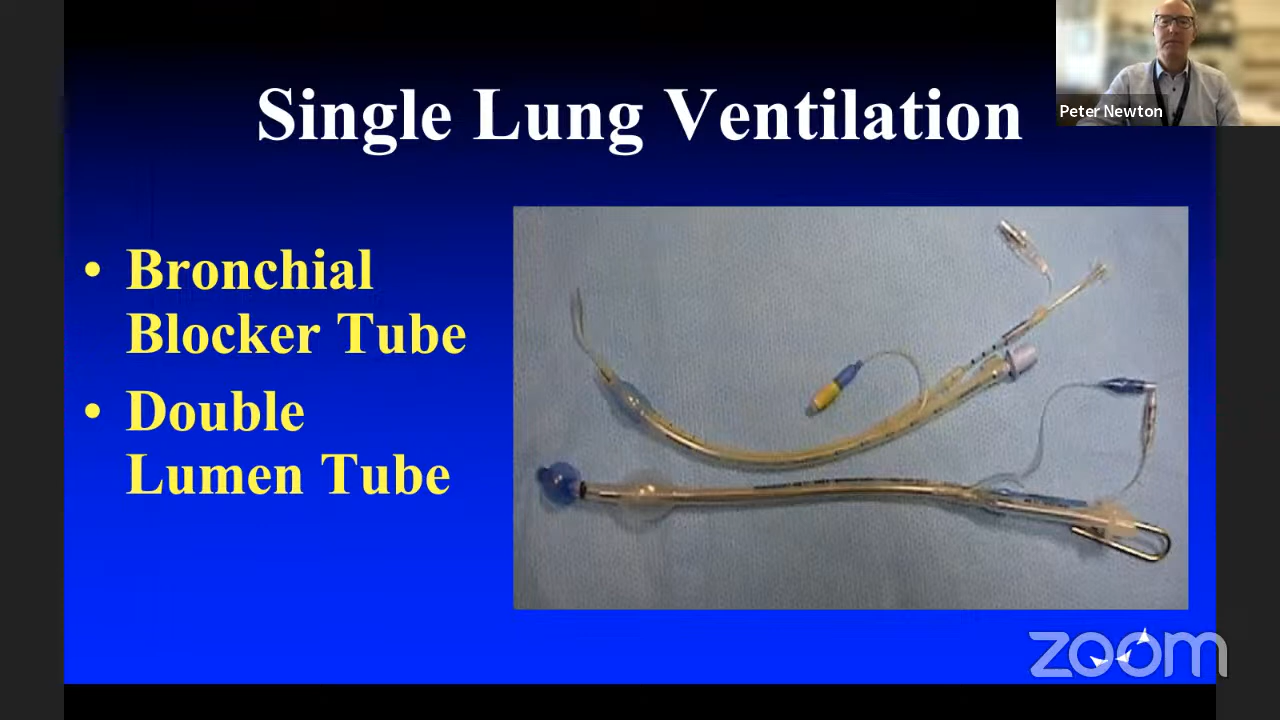 Single Lung Ventilation
Peter Newton
• Bronchial
Blocker Tube
• Double
Lumen Tube
zoom